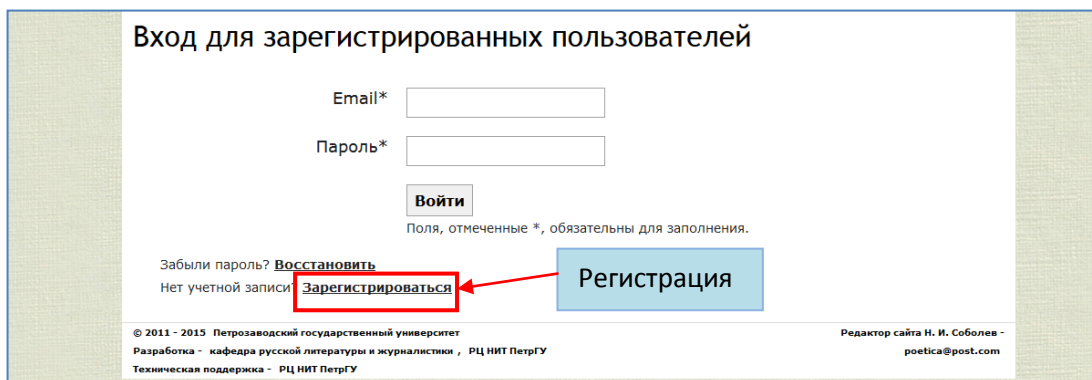 Вход для зарегистрированных пользователей
Email*
Пароль*
Войти
Поля, отмеченные *, обязательны для заполнения.
Забыли пароль? Восстановить
Нет учетной записи? Зарегистрироваться
Регистрация
© 2011 - 2015 Петрозаводский государственный университет
Редактор сайта Н. И. Соболев -
Разработка - кафедра русской литературы и журналистики , РЦ НИТ ПетрГУ
poetica@post.com
Техническая поддержка - РЦ НИТ ПетрГУ